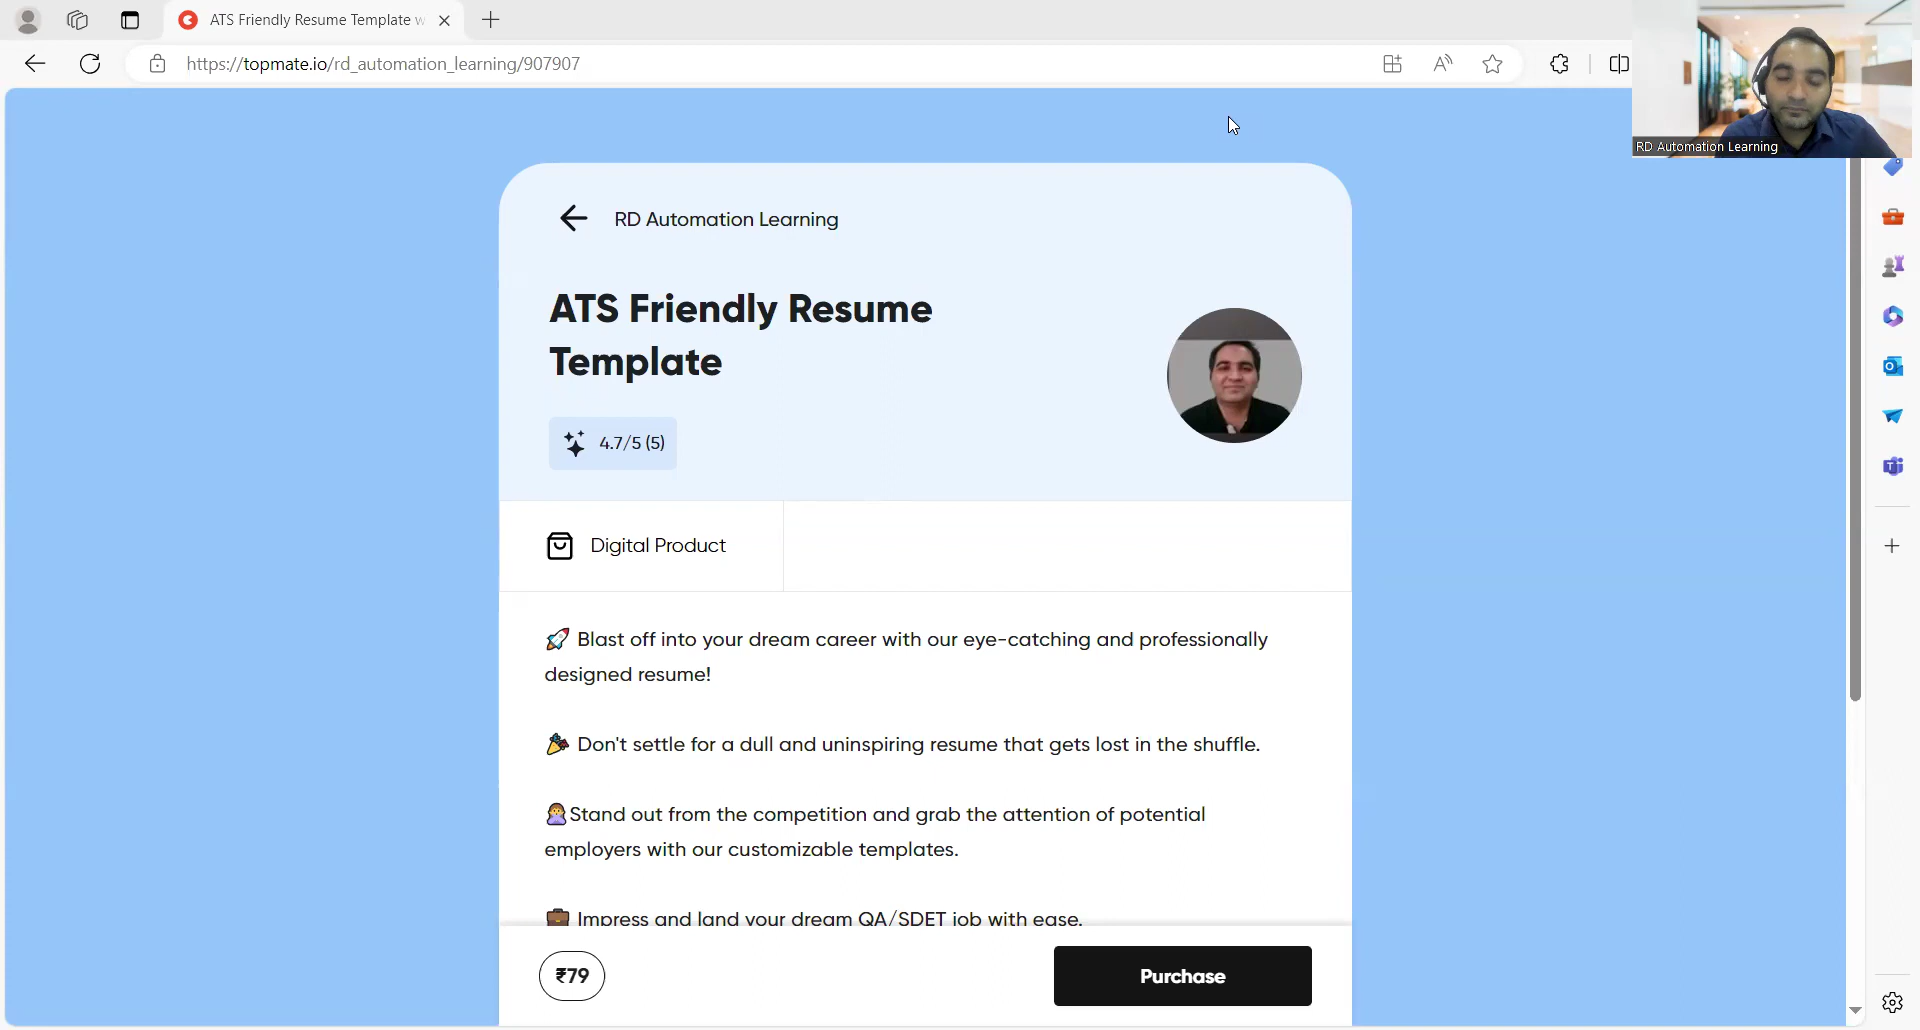 ATS Friendly Resume Template w
https://topmate.io/rd_automation_learning/907907
RD Automation Learning
RD Automation Learning
ATS Friendly Resume
Template
4.7/5 (5)
Digital Product
🚀 Blast off into your dream career with our eye-catching and professionally
designed resume!
🎉 Don't settle for a dull and uninspiring resume that gets lost in the shuffle.
Stand out from the competition and grab the attention of potential
employers with our customizable templates.
💼 Impress and land your dream QA/SDET job with ease.
₹79
Purchase